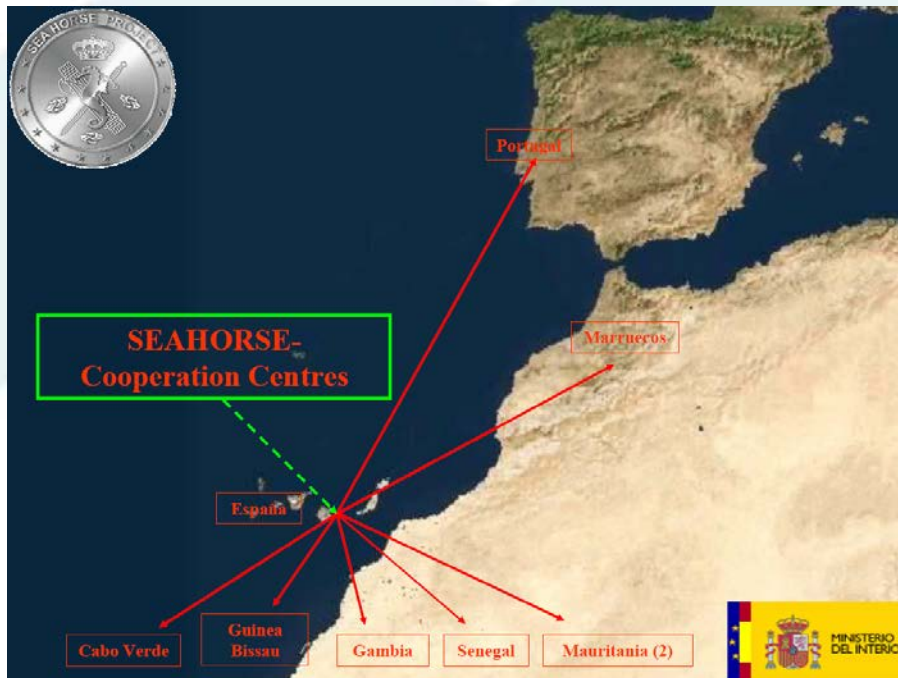 SEAHORSE PROJECT
Portugal
SEAHORSE-
Cooperation Centres
Marruecos
España
Cabo Verde
Guinea
Bissau
Gambia
Senegal
Mauritania (2)
MINISTERIO
DEL INTERIOR